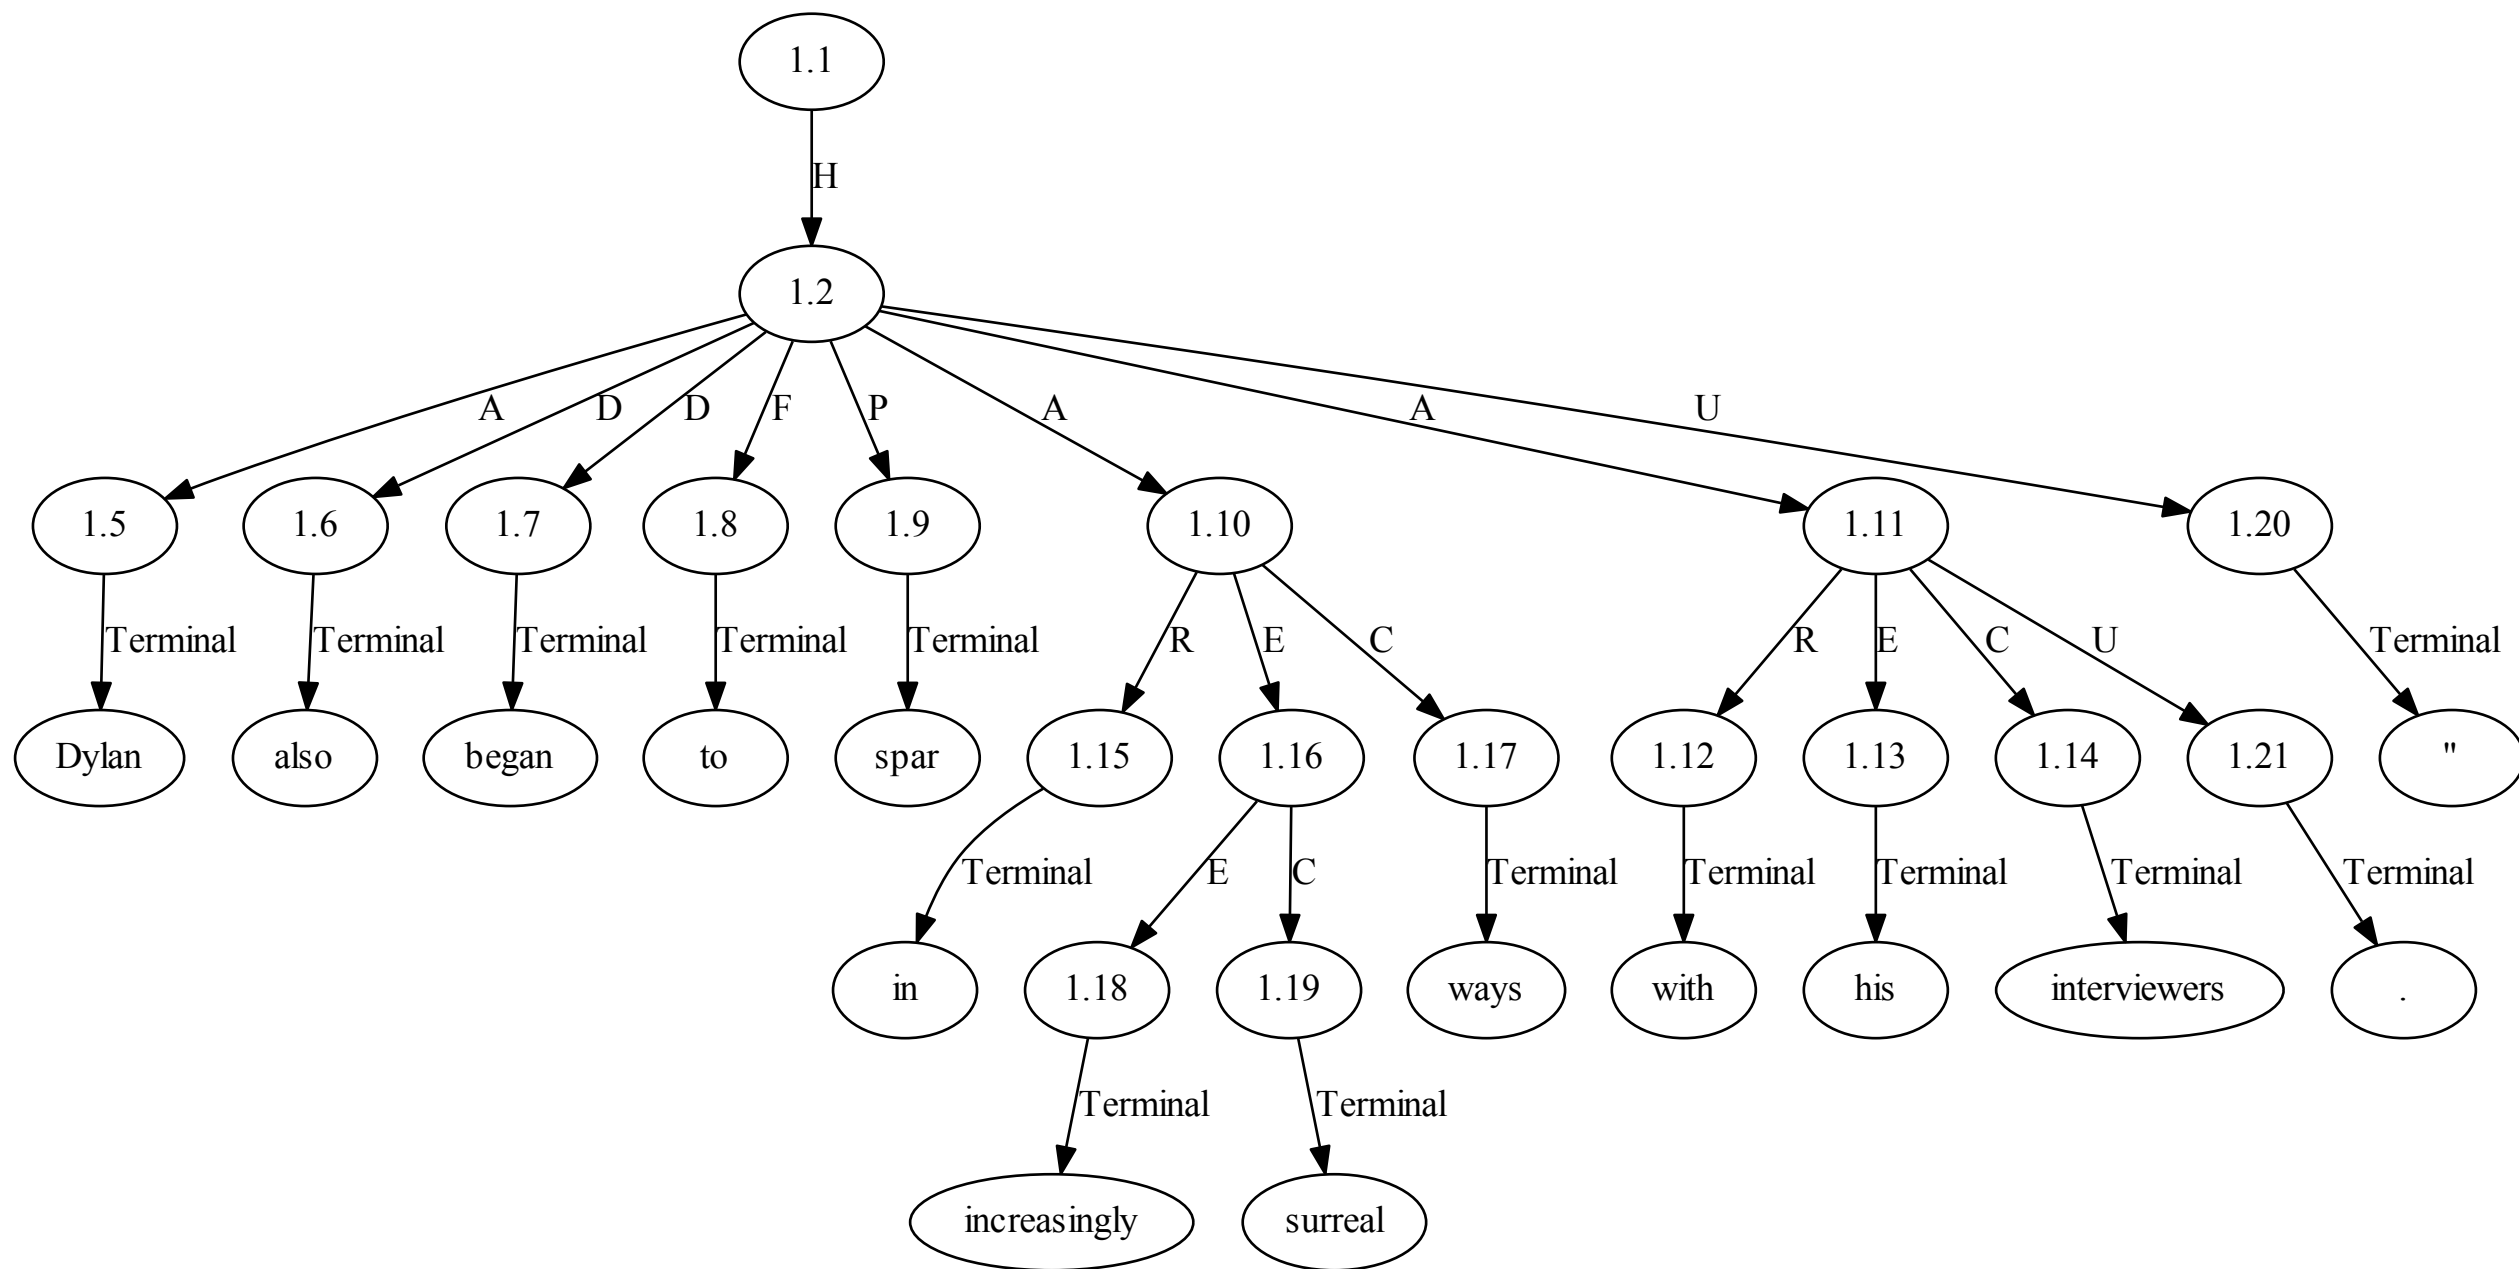 1.1
H
1.2
A D D F P A A U
1.5 1.6 1.7 1.8 1.9 1.10 1.11 1.20
Terminal Terminal Terminal Terminal Terminal R E C R E C U Terminal
Dylan also began to spar 1.15 1.16 1.17 1.12 1.13 1.14 1.21 "
Terminal E C Terminal Terminal Terminal Terminal Terminal
in 1.18 1.19 ways with his interviewers .
Terminal Terminal
increasingly surreal